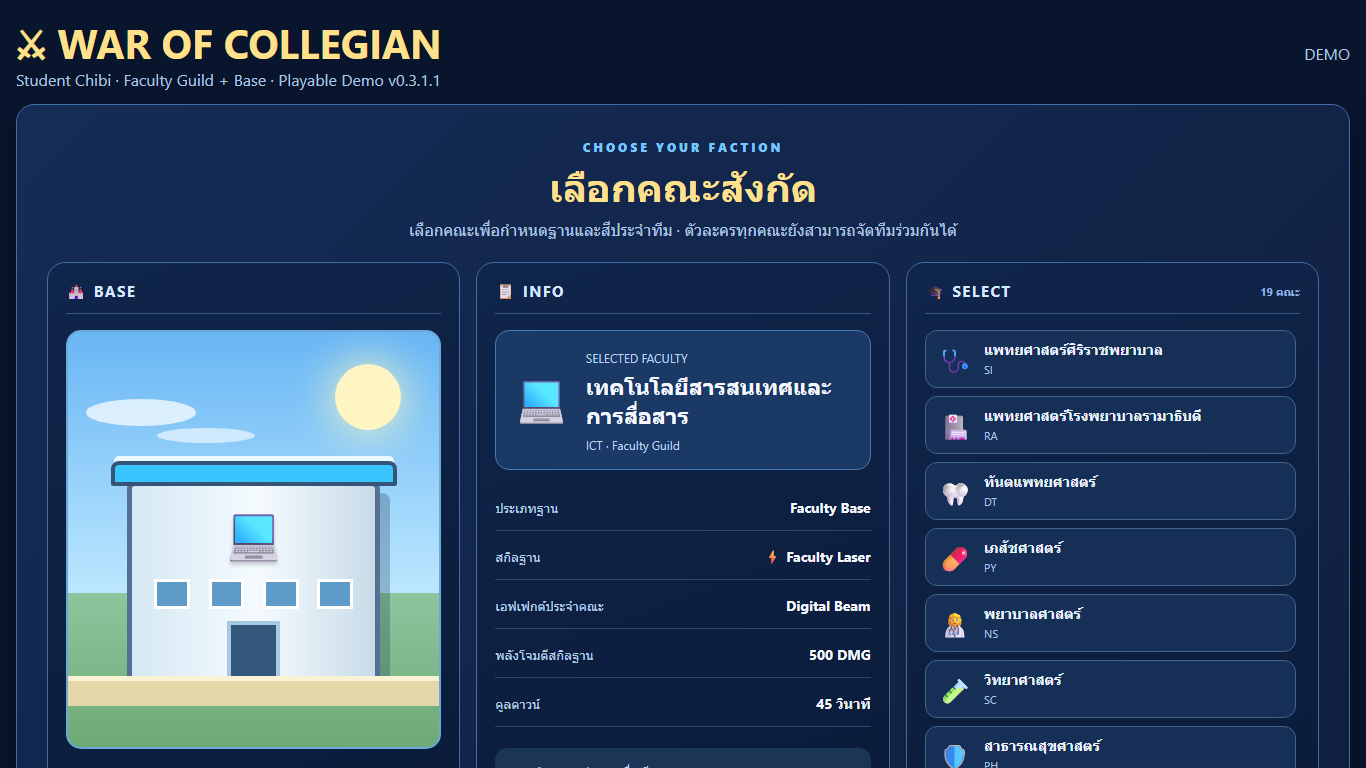 ⚔ WAR OF COLLEGIAN
Student Chibi · Faculty Guild + Base · Playable Demo v0.3.1.1
DEMO
CHOOSE YOUR FACTION
เลือกคณะสังกัด
เลือกคณะเพื่อกำหนดฐานและสีประจำทีม · ตัวละครทุกคณะยังสามารถจัดทีมร่วมกันได้
BASE
INFO
SELECTED FACULTY
เทคโนโลยีสารสนเทศและ
การสื่อสาร
ICT · Faculty Guild
ประเภทฐาน
Faculty Base
สกิลฐาน
Faculty Laser
เอฟเฟกต์ประจำคณะ
Digital Beam
พลังโจมตีสกิลฐาน
500 DMG
คูลดาวน์
45 วินาที
SELECT
19 คณะ
แพทยศาสตร์ศิริราชพยาบาล
SI
แพทยศาสตร์โรงพยาบาลรามาธิบดี
RA
ทันตแพทยศาสตร์
DT
เภสัชศาสตร์
PY
พยาบาลศาสตร์
NS
วิทยาศาสตร์
SC
สาธารณสุขศาสตร์
PH